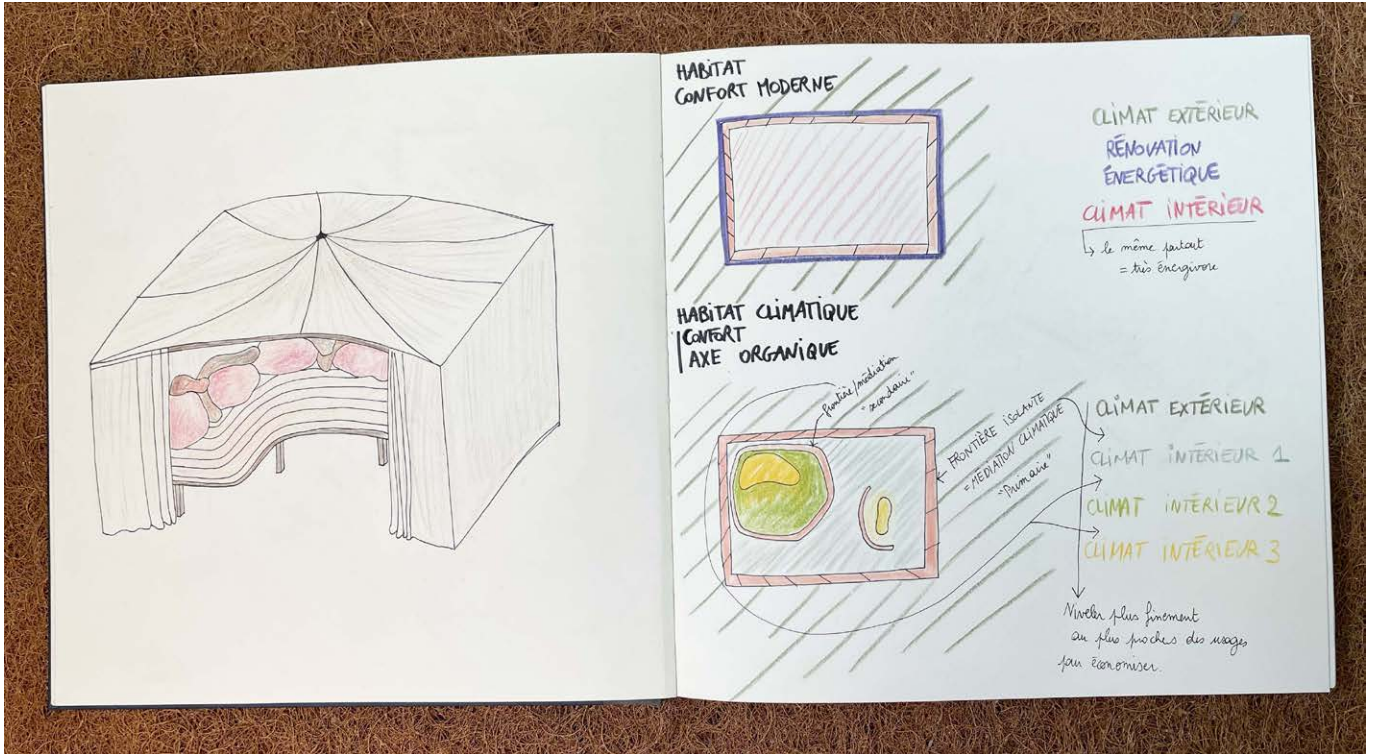 HABITAT
CONFORT MODERNE
CLIMAT EXTÉRIEUR
RÉNOVATION
ÉNERGÉTIQUE
CLIMAT INTÉRIEUR
↳ le même partout
= très énergivore
HABITAT CLIMATIQUE
CONFORT
AXE ORGANIQUE
frontière/médiation
"secondaire"
FRONTIÈRE ISOLANTE
= MÉDIATION CLIMATIQUE
"Primaire"
CLIMAT EXTÉRIEUR
CLIMAT INTÉRIEUR 1
CLIMAT INTÉRIEUR 2
CLIMAT INTÉRIEUR 3
Niveler plus finement
au plus proches des usages
pour économiser.